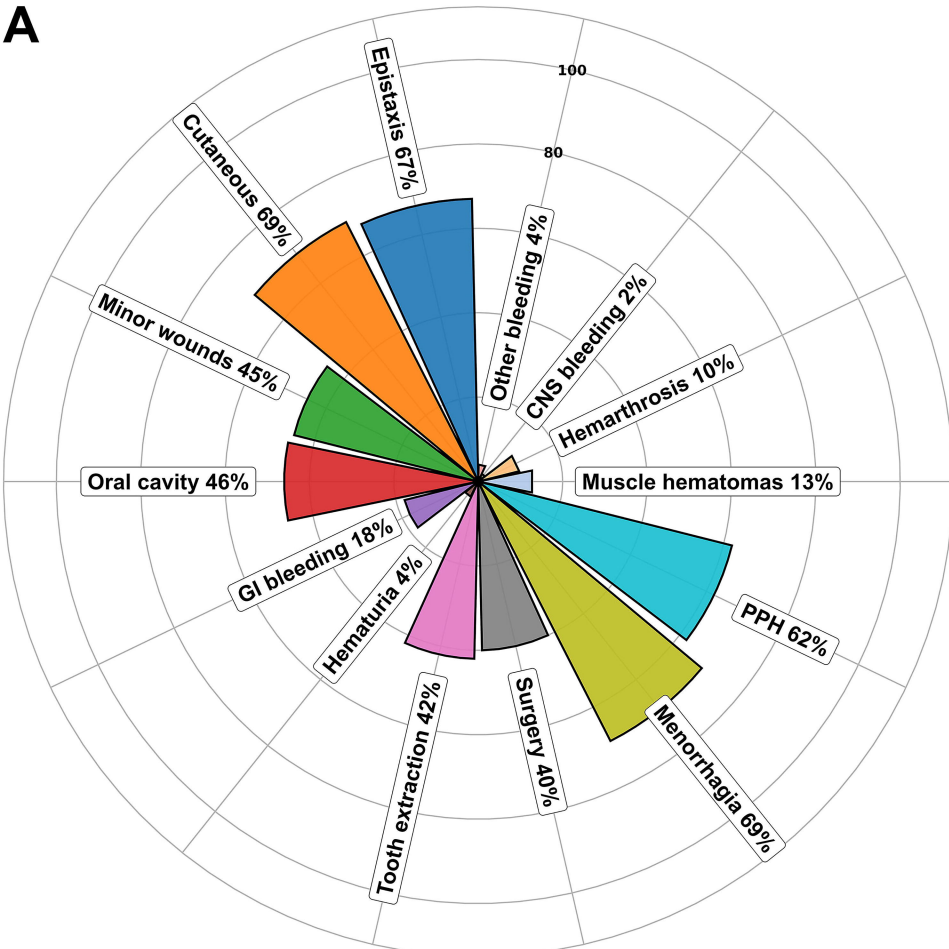 A
100
80
Epistaxis 67%
Cutaneous 69%
Other bleeding 4%
CNS bleeding 2%
Minor wounds 45%
Hemarthrosis 10%
Oral cavity 46%
Muscle hematomas 13%
GI bleeding 18%
Hematuria 4%
PPH 62%
Tooth extraction 42%
Surgery 40%
Menorrhagia 69%